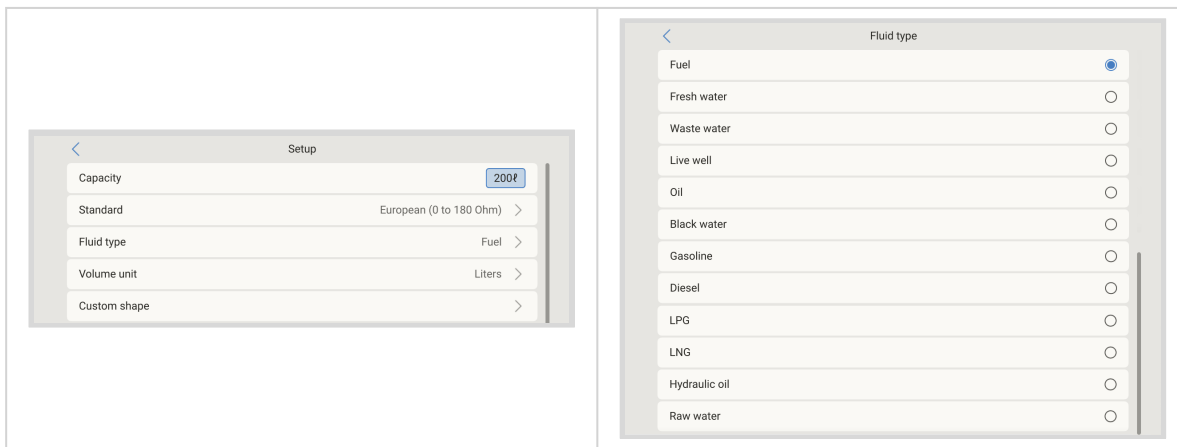 Setup
Capacity 200ℓ
Standard European (0 to 180 Ohm)
Fluid type Fuel
Volume unit Liters
Custom shape
Fluid type
Fuel
Fresh water
Waste water
Live well
Oil
Black water
Gasoline
Diesel
LPG
LNG
Hydraulic oil
Raw water